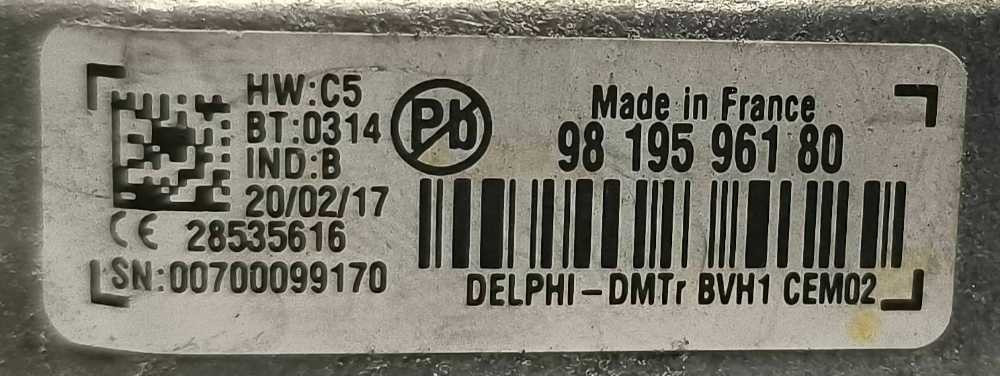 HW:C5
BT:0314
IND:B
20/02/17
CE 28535616
SN:00700099170
Pb
Made in France
98 195 961 80
DELPHI-DMTr BVH1 CEM02